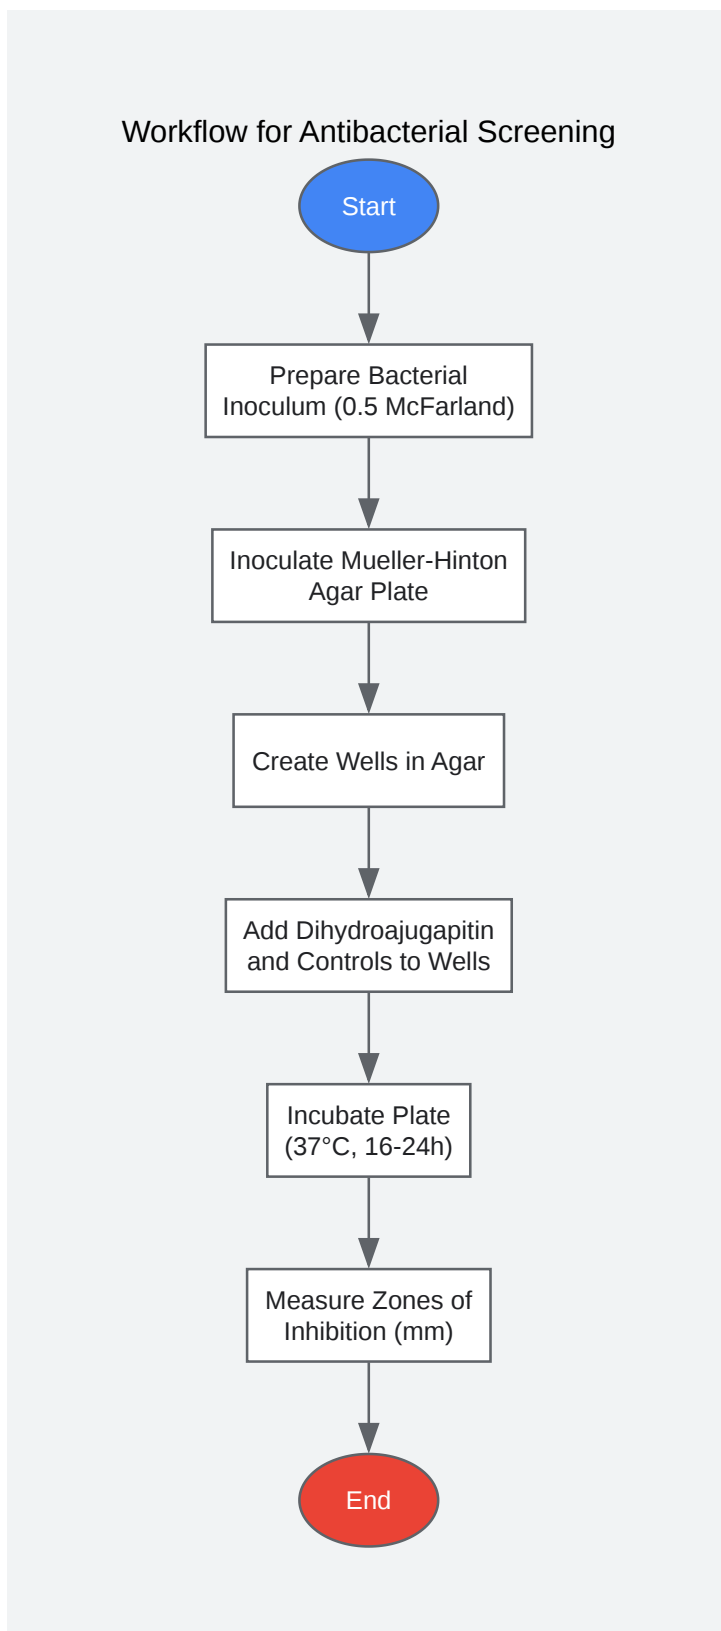 Workflow for Antibacterial Screening
Start
Prepare Bacterial
Inoculum (0.5 McFarland)
Inoculate Mueller-Hinton
Agar Plate
Create Wells in Agar
Add Dihydroajugapitin
and Controls to Wells
Incubate Plate
(37°C, 16-24h)
Measure Zones of
Inhibition (mm)
End